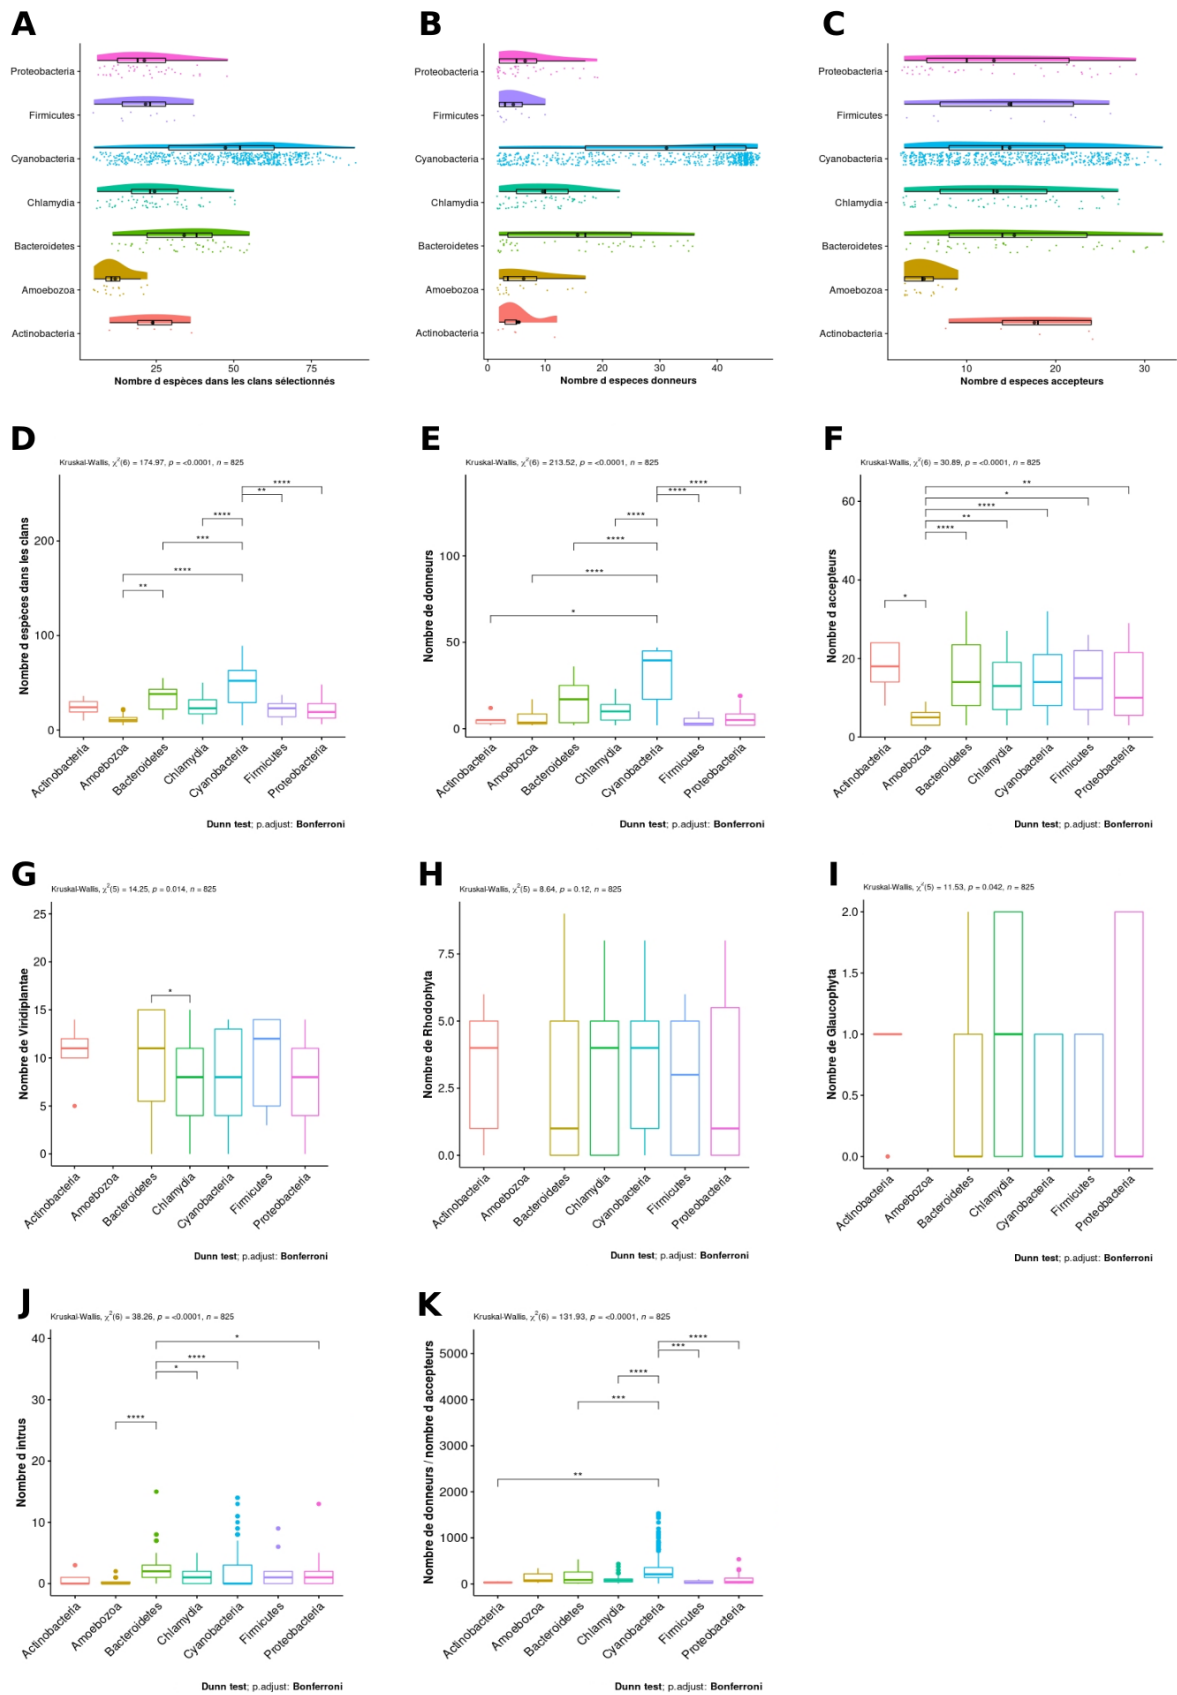 A
Proteobacteria
Firmicutes
Cyanobacteria
Chlamydia
Bacteroidetes
Amoebozoa
Actinobacteria
25 50 75
Nombre d espèces dans les clans sélectionnés
B
Proteobacteria
Firmicutes
Cyanobacteria
Chlamydia
Bacteroidetes
Amoebozoa
Actinobacteria
0 10 20 30 40
Nombre d especes donneurs
C
Proteobacteria
Firmicutes
Cyanobacteria
Chlamydia
Bacteroidetes
Amoebozoa
Actinobacteria
10 20 30
Nombre d especes accepteurs
D
Kruskal-Wallis, χ²(6) = 174.97, p = <0.0001, n = 825
Nombre d espèces dans les clans
200
100
0
****
**
****
***
****
**
Actinobacteria
Amoebozoa
Bacteroidetes
Chlamydia
Cyanobacteria
Firmicutes
Proteobacteria
Dunn test; p.adjust: Bonferroni
E
Kruskal-Wallis, χ²(6) = 213.52, p = <0.0001, n = 825
Nombre de donneurs
100
50
0
****
****
****
****
****
*
Actinobacteria
Amoebozoa
Bacteroidetes
Chlamydia
Cyanobacteria
Firmicutes
Proteobacteria
Dunn test; p.adjust: Bonferroni
F
Kruskal-Wallis, χ²(6) = 30.89, p = <0.0001, n = 825
Nombre d accepteurs
60
40
20
0
**
*
****
**
****
*
Actinobacteria
Amoebozoa
Bacteroidetes
Chlamydia
Cyanobacteria
Firmicutes
Proteobacteria
Dunn test; p.adjust: Bonferroni
G
Kruskal-Wallis, χ²(5) = 14.25, p = 0.014, n = 825
Nombre de Viridiplantae
25
20
15
10
5
0
*
Actinobacteria
Amoebozoa
Bacteroidetes
Chlamydia
Cyanobacteria
Firmicutes
Proteobacteria
Dunn test; p.adjust: Bonferroni
H
Kruskal-Wallis, χ²(5) = 8.64, p = 0.12, n = 825
Nombre de Rhodophyta
7.5
5.0
2.5
0.0
Actinobacteria
Amoebozoa
Bacteroidetes
Chlamydia
Cyanobacteria
Firmicutes
Proteobacteria
Dunn test; p.adjust: Bonferroni
I
Kruskal-Wallis, χ²(5) = 11.53, p = 0.042, n = 825
Nombre de Glaucophyta
2.0
1.5
1.0
0.5
0.0
Actinobacteria
Amoebozoa
Bacteroidetes
Chlamydia
Cyanobacteria
Firmicutes
Proteobacteria
Dunn test; p.adjust: Bonferroni
J
Kruskal-Wallis, χ²(6) = 38.26, p = <0.0001, n = 825
Nombre d intrus
40
30
20
10
0
*
****
*
****
Actinobacteria
Amoebozoa
Bacteroidetes
Chlamydia
Cyanobacteria
Firmicutes
Proteobacteria
Dunn test; p.adjust: Bonferroni
K
Kruskal-Wallis, χ²(6) = 131.93, p = <0.0001, n = 825
Nombre de donneurs / nombre d accepteurs
5000
4000
3000
2000
1000
0
****
***
****
***
**
Actinobacteria
Amoebozoa
Bacteroidetes
Chlamydia
Cyanobacteria
Firmicutes
Proteobacteria
Dunn test; p.adjust: Bonferroni